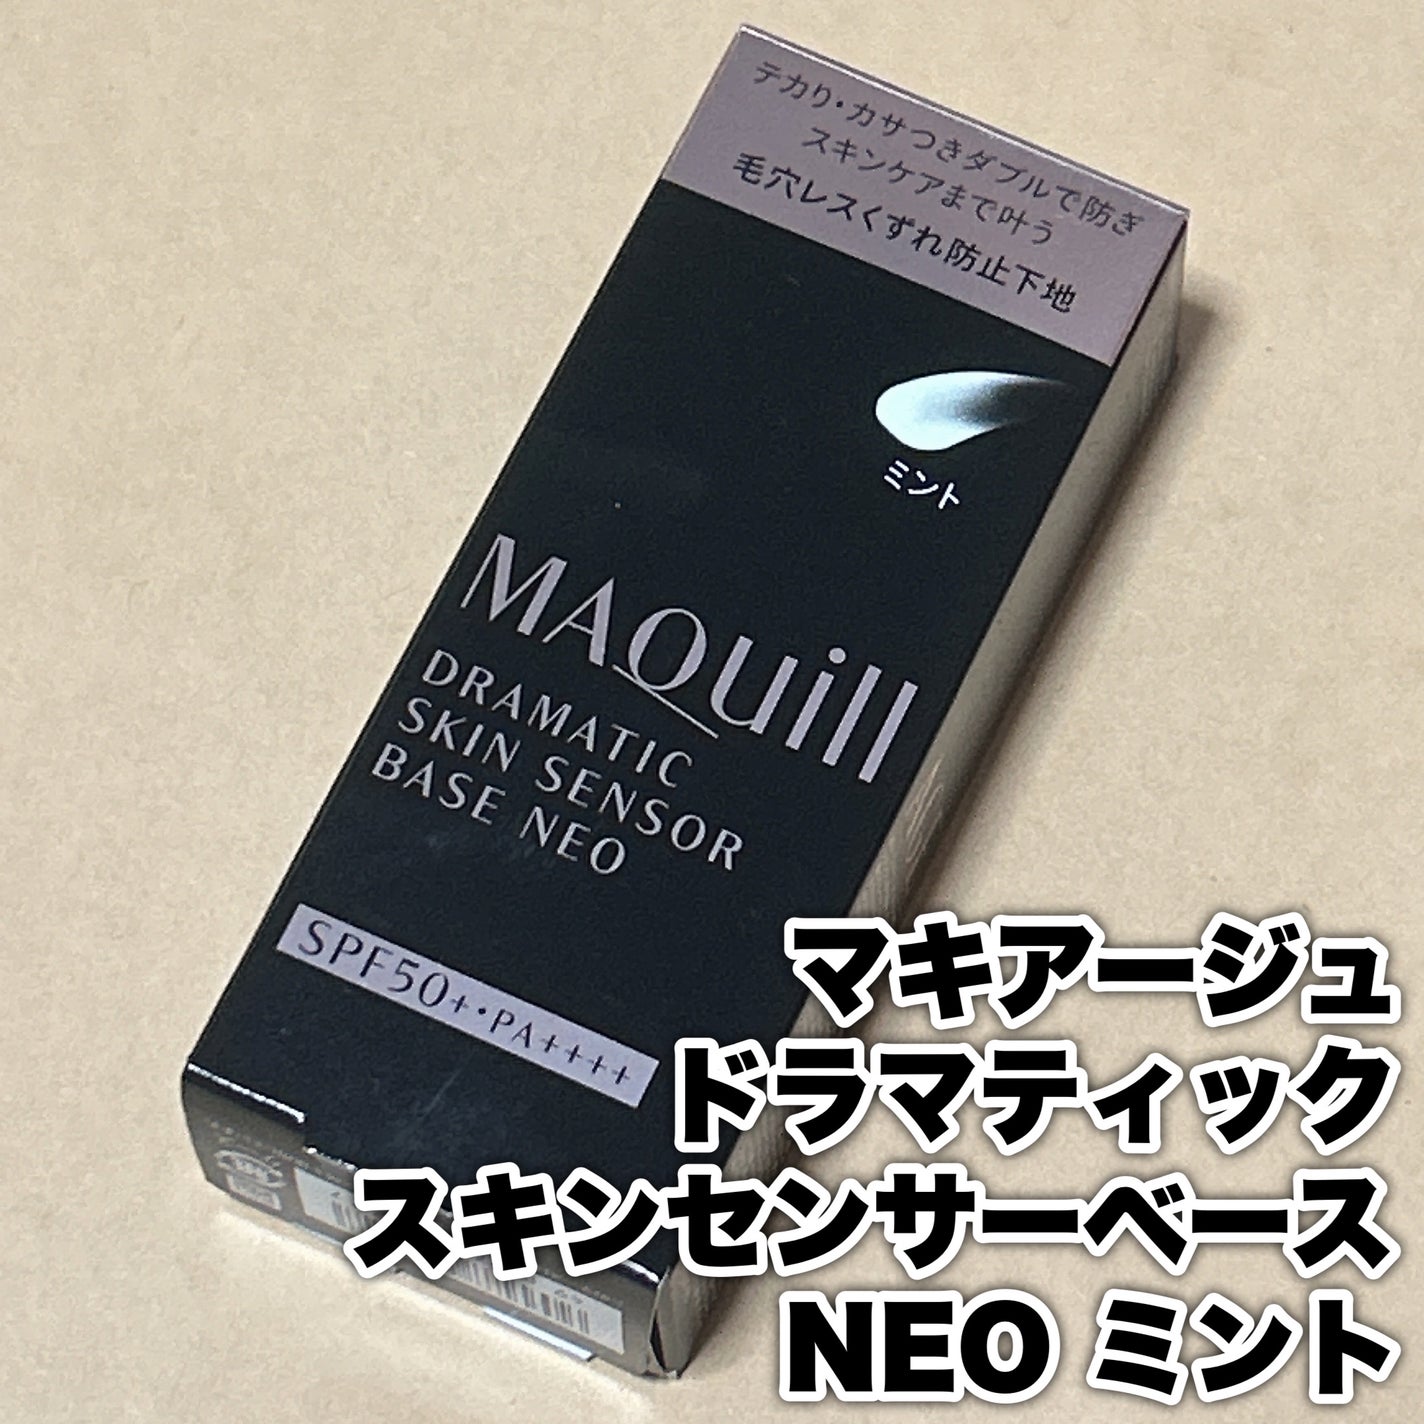 テカリ・カサつきダブルで防ぎ
スキンケアまで叶う
毛穴レスくずれ防止下地
ミント
MAQuillL
DRAMATIC
SKIN SENSOR
BASE NEO
SPF50+・PA++++
マキアージュ
ドラマティック
スキンセンサーベース
NEO ミント